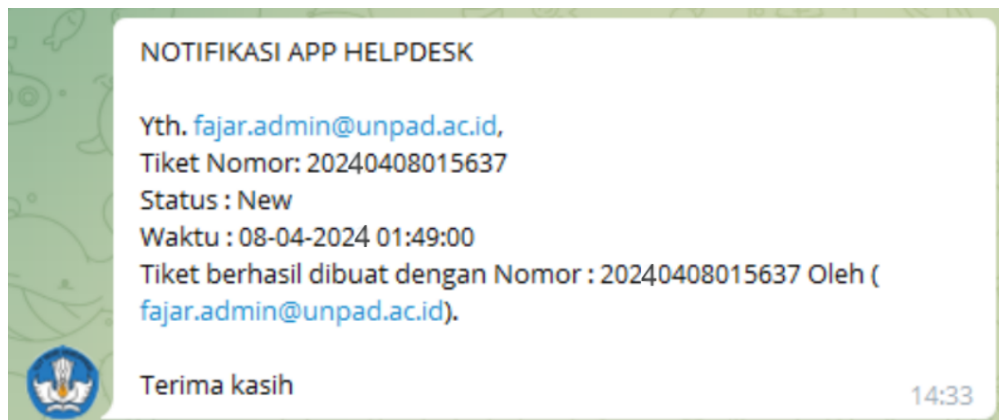 NOTIFIKASI APP HELPDESK
Yth. fajar.admin@unpad.ac.id,
Tiket Nomor: 20240408015637
Status : New
Waktu : 08-04-2024 01:49:00
Tiket berhasil dibuat dengan Nomor : 20240408015637 Oleh (
fajar.admin@unpad.ac.id).
Terima kasih
14:33